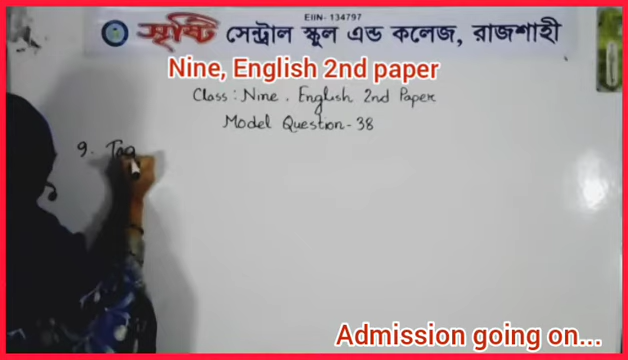 EIIN- 134797
সৃষ্টি সেন্ট্রাল স্কুল এন্ড কলেজ, রাজশাহী
Nine, English 2nd paper
Class : Nine . English 2nd Paper
Model Question - 38
9. Tag
Admission going on...